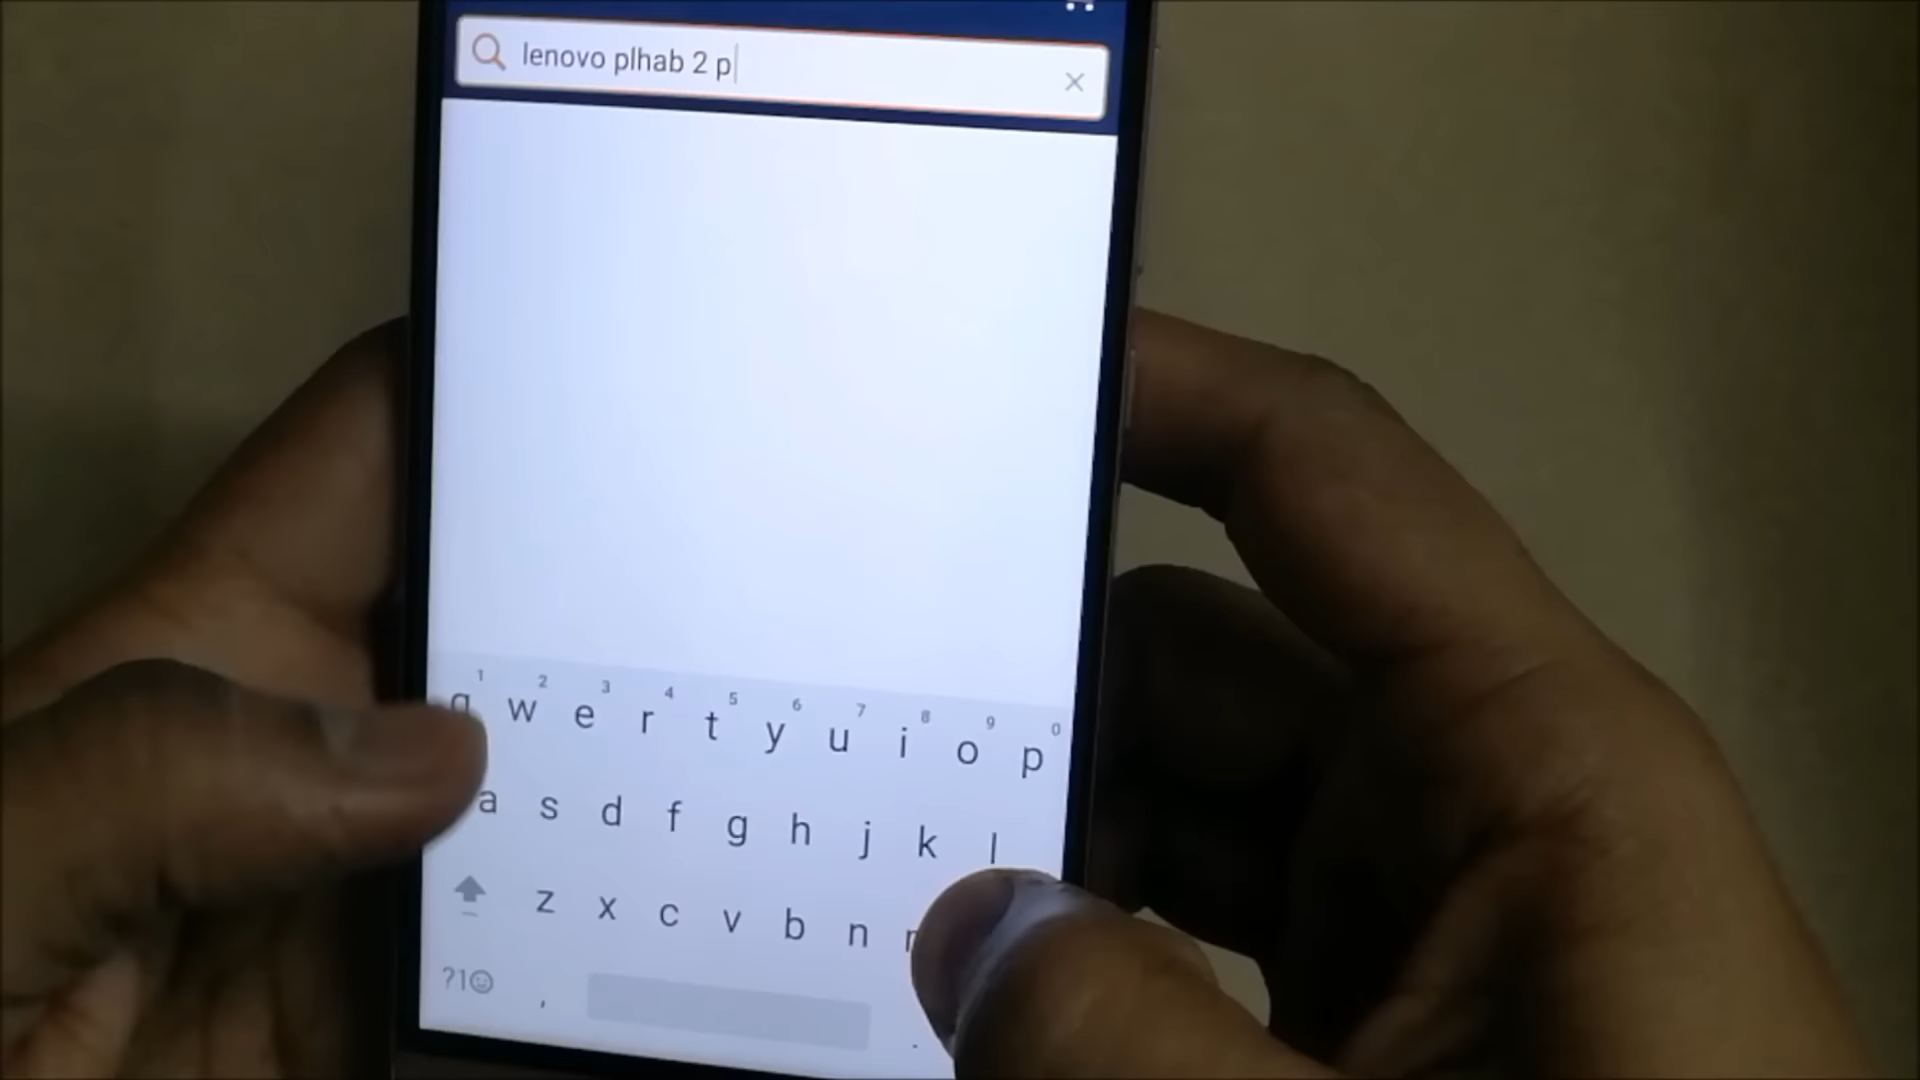 lenovo plhab 2 p
1 2 3 4 5 6 7 8 9 0
q w e r t y u i o p
a s d f g h j k l
z x c v b n
?1☺ , .